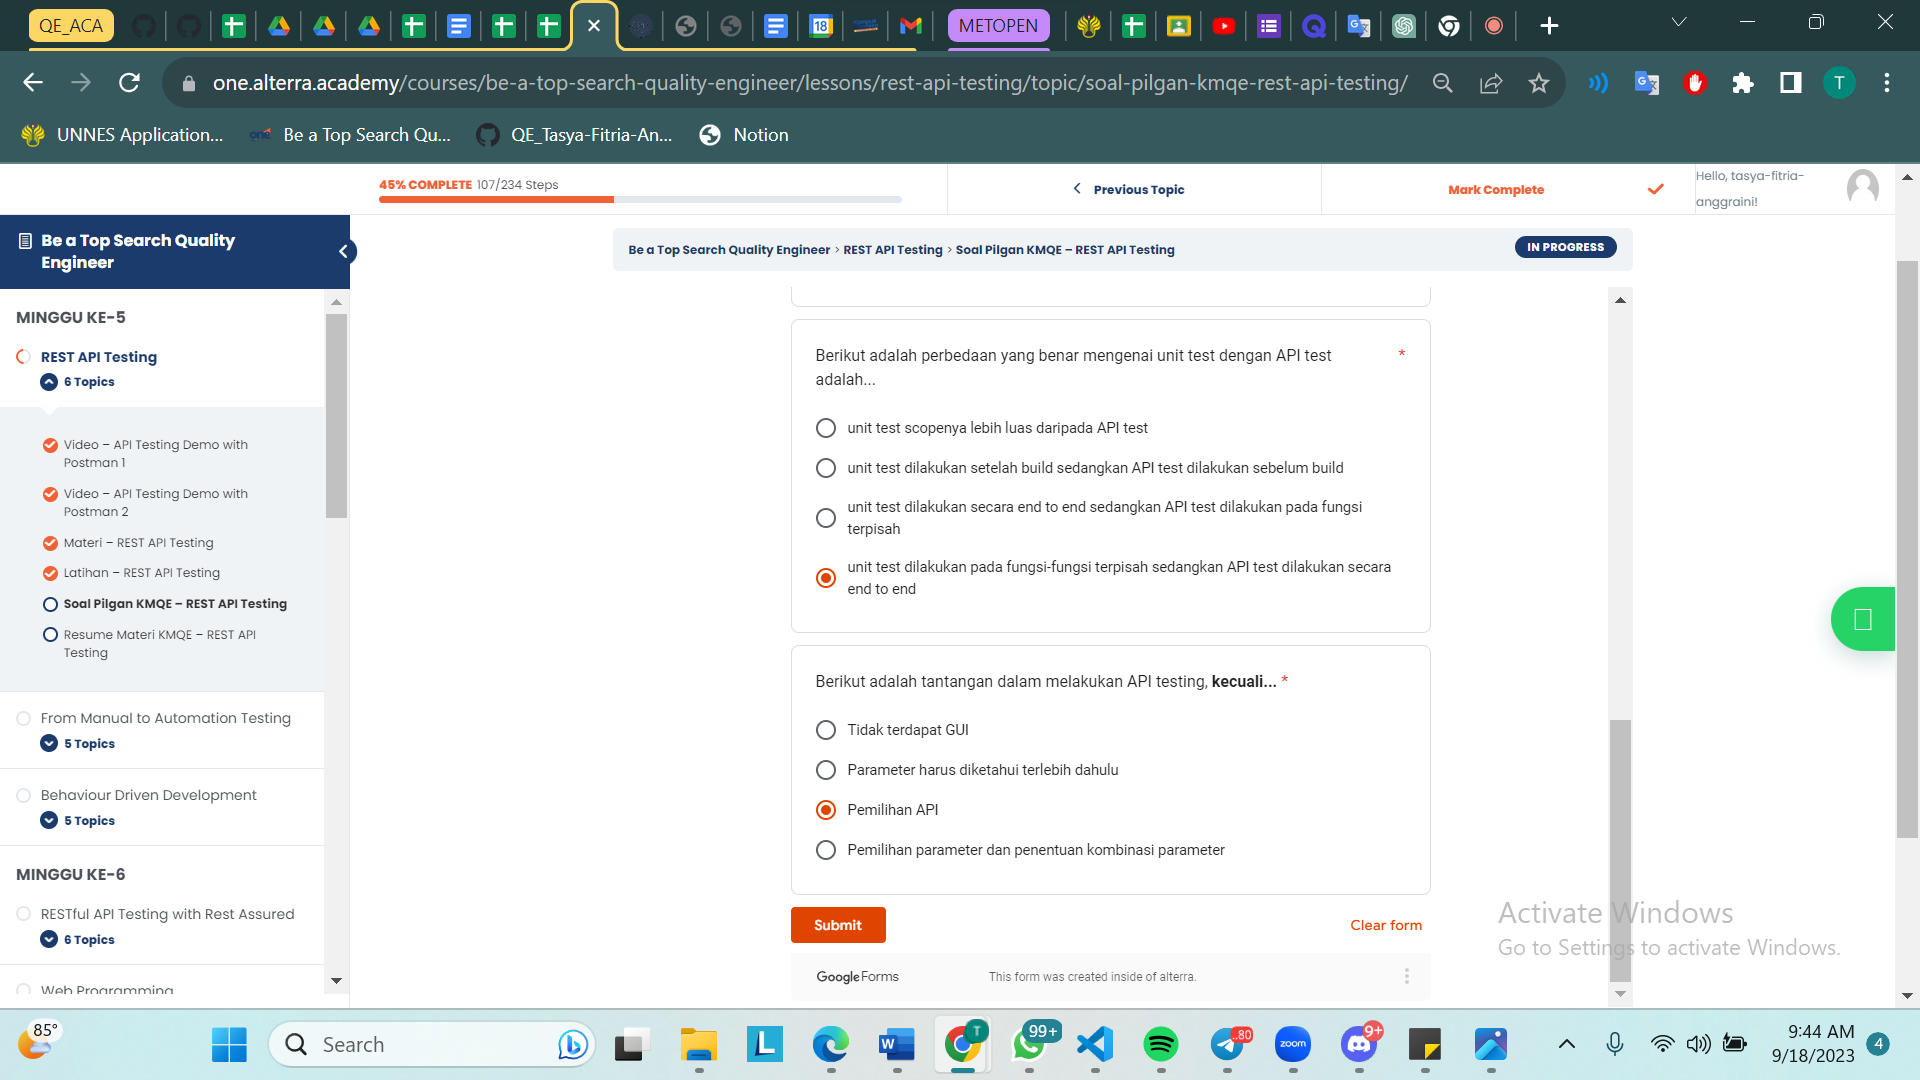 QE_ACA
METOPEN
one.alterra.academy/courses/be-a-top-search-quality-engineer/lessons/rest-api-testing/topic/soal-pilgan-kmqe-rest-api-testing/
UNNES Application...
Be a Top Search Qu...
QE_Tasya-Fitria-An...
Notion
45% COMPLETE 107/234 Steps
Previous Topic
Mark Complete
Hello, tasya-fitria-
anggraini!
Be a Top Search Quality
Engineer
Be a Top Search Quality Engineer > REST API Testing > Soal Pilgan KMQE – REST API Testing
IN PROGRESS
MINGGU KE-5
REST API Testing
6 Topics
Video – API Testing Demo with
Postman 1
Video – API Testing Demo with
Postman 2
Materi – REST API Testing
Latihan – REST API Testing
Soal Pilgan KMQE – REST API Testing
Resume Materi KMQE – REST API
Testing
From Manual to Automation Testing
5 Topics
Behaviour Driven Development
5 Topics
MINGGU KE-6
RESTful API Testing with Rest Assured
6 Topics
Web Programming
Berikut adalah perbedaan yang benar mengenai unit test dengan API test *
adalah...
unit test scopenya lebih luas daripada API test
unit test dilakukan setelah build sedangkan API test dilakukan sebelum build
unit test dilakukan secara end to end sedangkan API test dilakukan pada fungsi
terpisah
unit test dilakukan pada fungsi-fungsi terpisah sedangkan API test dilakukan secara
end to end
Berikut adalah tantangan dalam melakukan API testing, kecuali... *
Tidak terdapat GUI
Parameter harus diketahui terlebih dahulu
Pemilihan API
Pemilihan parameter dan penentuan kombinasi parameter
Submit
Clear form
Google Forms
This form was created inside of alterra.
Activate Windows
Go to Settings to activate Windows.
85°
Search
99+
..80
zoom
9+
9:44 AM
9/18/2023
4